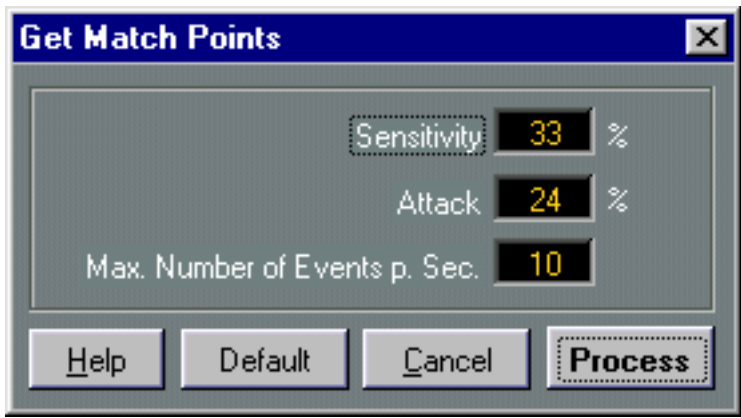 Get Match Points
Sensitivity 33 %
Attack 24 %
Max. Number of Events p. Sec. 10
Help Default Cancel Process